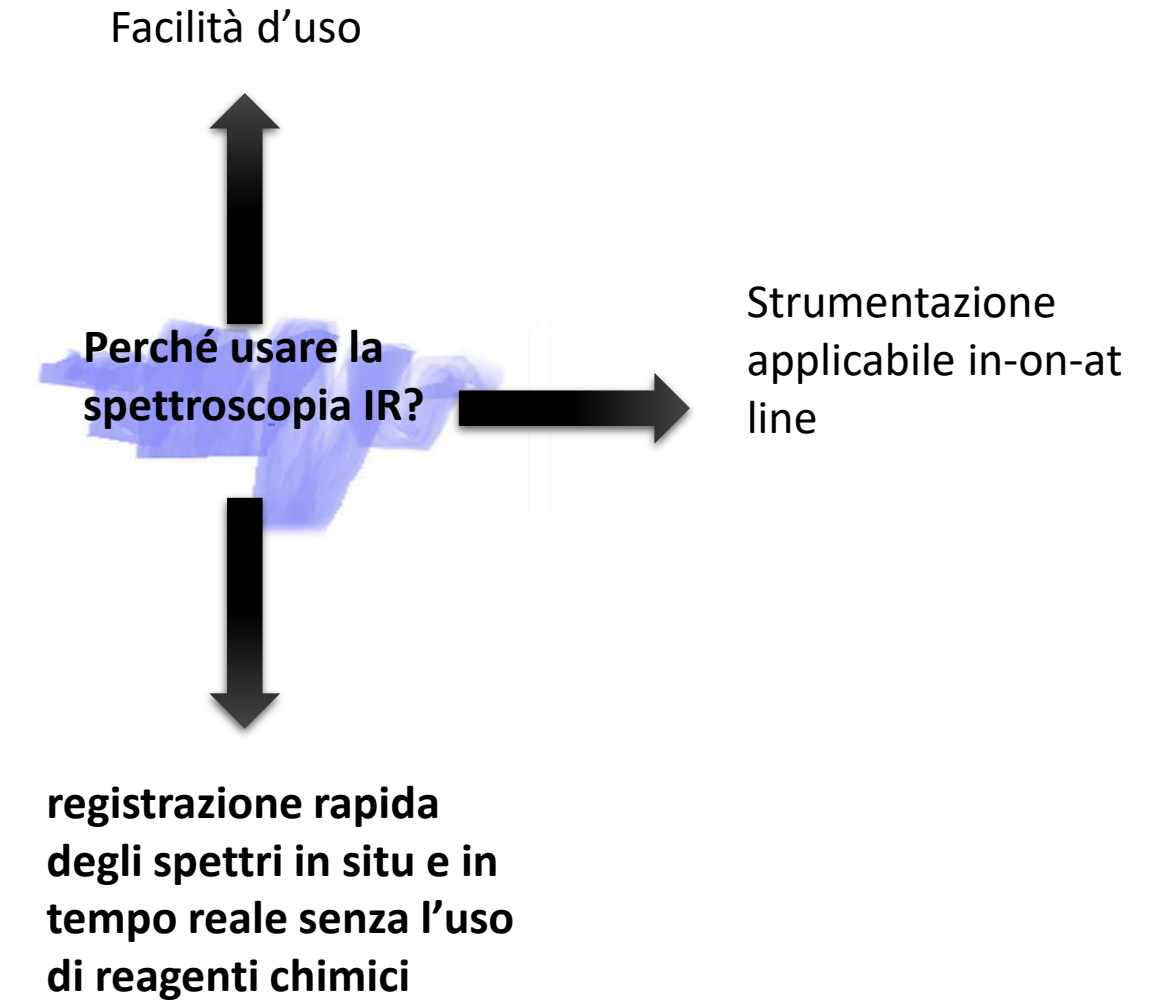 Facilità d’uso
Perché usare la
spettroscopia IR?
Strumentazione
applicabile in-on-at
line
registrazione rapida
degli spettri in situ e in
tempo reale senza l’uso
di reagenti chimici